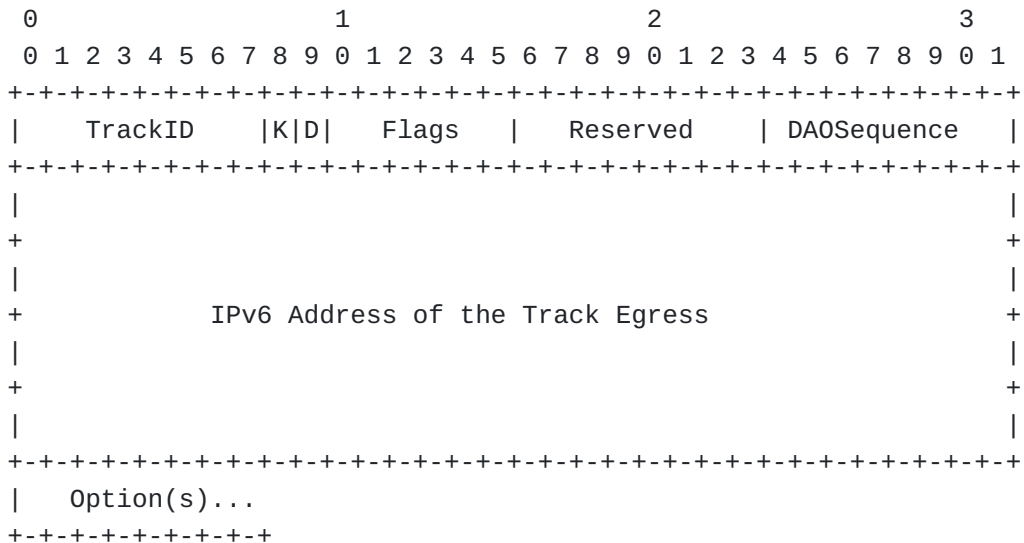 0                   1                   2                   3
 0 1 2 3 4 5 6 7 8 9 0 1 2 3 4 5 6 7 8 9 0 1 2 3 4 5 6 7 8 9 0 1
+-+-+-+-+-+-+-+-+-+-+-+-+-+-+-+-+-+-+-+-+-+-+-+-+-+-+-+-+-+-+-+-+
|    TrackID    |K|D|   Flags   |   Reserved    | DAOSequence   |
+-+-+-+-+-+-+-+-+-+-+-+-+-+-+-+-+-+-+-+-+-+-+-+-+-+-+-+-+-+-+-+-+
|                                                               |
+                                                               +
|                                                               |
+            IPv6 Address of the Track Egress                   +
|                                                               |
+                                                               +
|                                                               |
+-+-+-+-+-+-+-+-+-+-+-+-+-+-+-+-+-+-+-+-+-+-+-+-+-+-+-+-+-+-+-+-+
|   Option(s)...
+-+-+-+-+-+-+-+-+